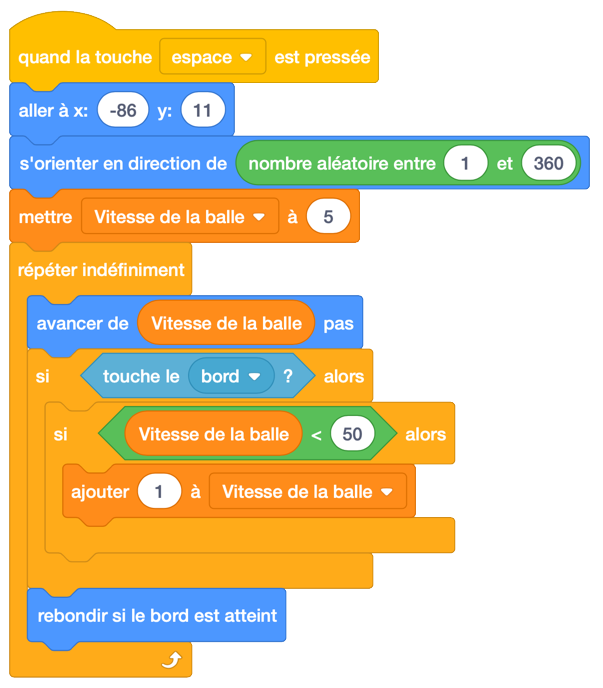 quand la touche espace est pressée
aller à x: -86 y: 11
s'orienter en direction de nombre aléatoire entre 1 et 360
mettre Vitesse de la balle à 5
répéter indéfiniment
avancer de Vitesse de la balle pas
si touche le bord ? alors
si Vitesse de la balle < 50 alors
ajouter 1 à Vitesse de la balle
rebondir si le bord est atteint